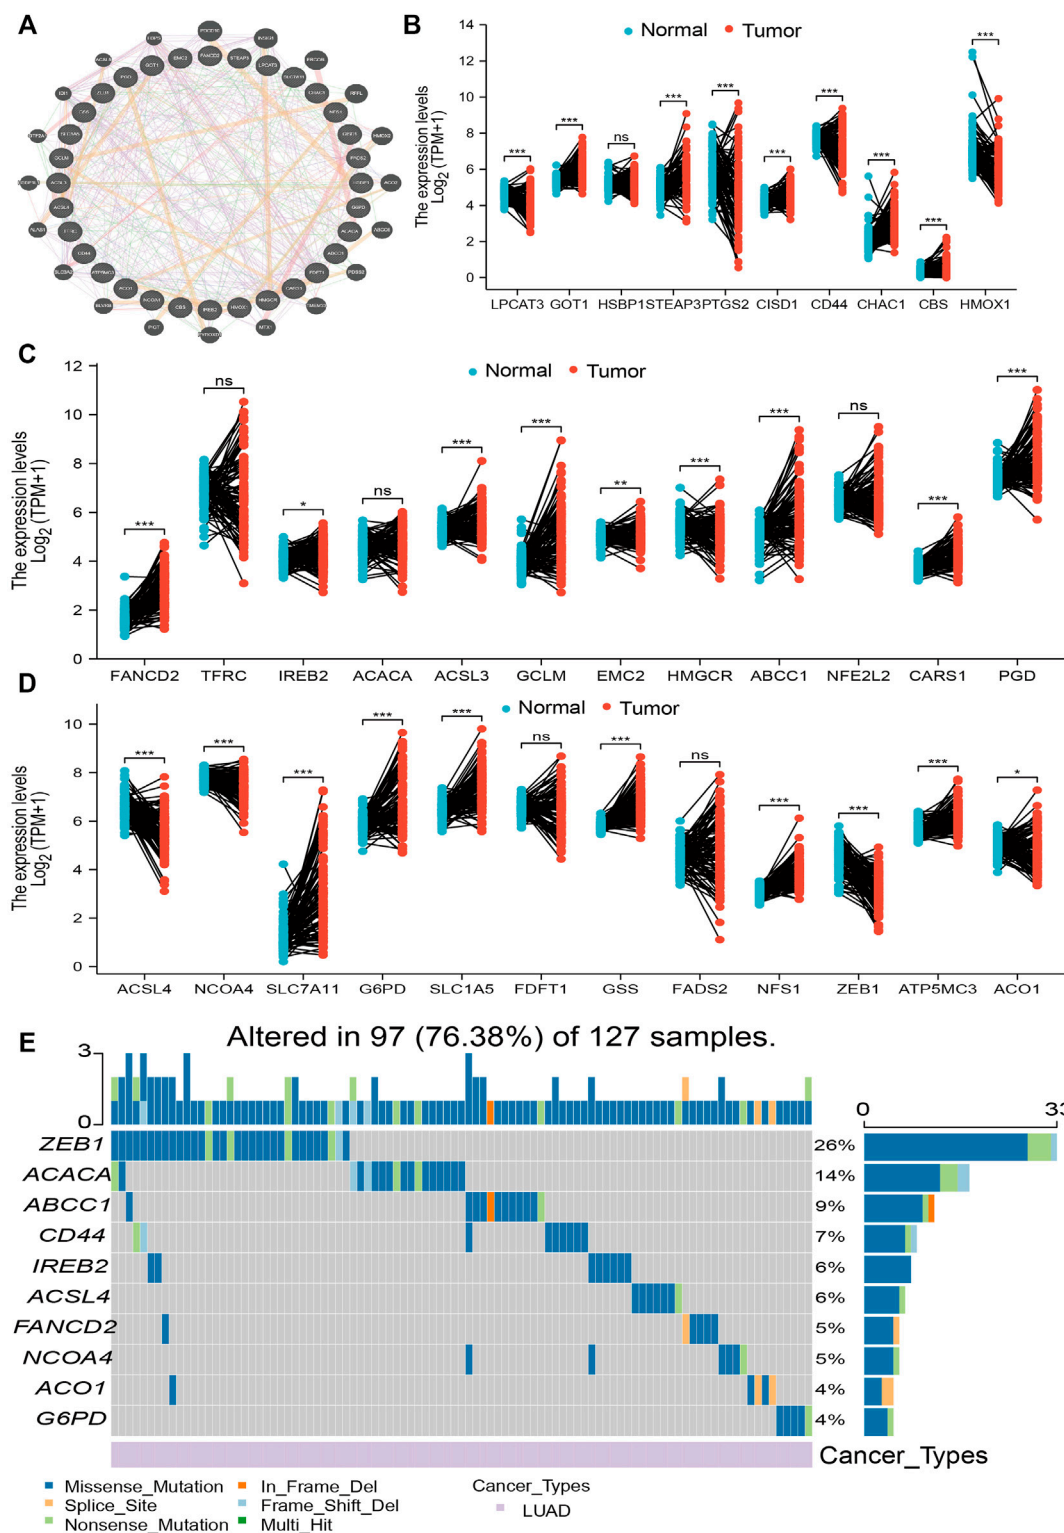 A
B
Normal
Tumor
The expression levels
Log2 (TPM+1)
14
12
10
8
6
4
2
0
***
***
ns
***
***
***
***
***
***
***
LPCAT3
GOT1
HSBP1
STEAP3
PTGS2
CISD1
CD44
CHAC1
CBS
HMOX1
C
Normal
Tumor
The expression levels
Log2 (TPM+1)
12
10
8
6
4
2
0
***
ns
*
ns
***
***
**
***
***
ns
***
***
FANCD2
TFRC
IREB2
ACACA
ACSL3
GCLM
EMC2
HMGCR
ABCC1
NFE2L2
CARS1
PGD
D
Normal
Tumor
The expression levels
Log2 (TPM+1)
10
8
6
4
2
0
***
***
***
***
***
ns
***
ns
***
***
***
*
ACSL4
NCOA4
SLC7A11
G6PD
SLC1A5
FDFT1
GSS
FADS2
NFS1
ZEB1
ATP5MC3
ACO1
E
Altered in 97 (76.38%) of 127 samples.
3
0
0
33
ZEB1
26%
ACACA
14%
ABCC1
9%
CD44
7%
IREB2
6%
ACSL4
6%
FANCD2
5%
NCOA4
5%
ACO1
4%
G6PD
4%
Cancer_Types
Missense_Mutation
In_Frame_Del
Cancer_Types
Splice_Site
Frame_Shift_Del
LUAD
Nonsense_Mutation
Multi_Hit